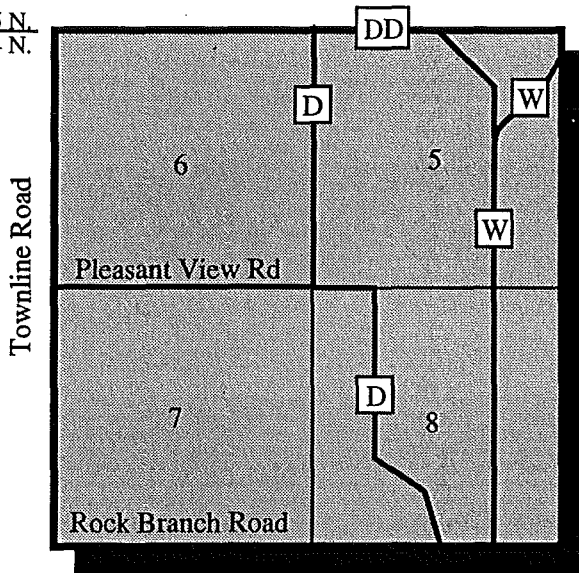 N.
N.
DD
D
W
6
5
W
Townline Road
Pleasant View Rd
D
7
8
Rock Branch Road